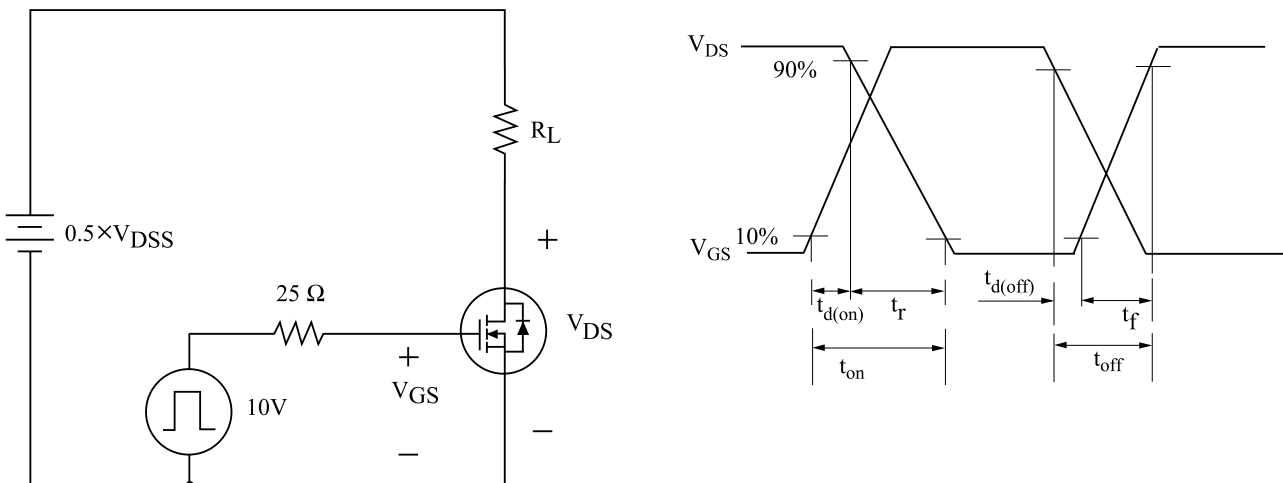 R_L
0.5×V_DSS
+
25 Ω
V_DS
+
V_GS
10V
−
−
V_DS
90%
10%
V_GS
t_d(on)
t_r
t_on
t_d(off)
t_f
t_off